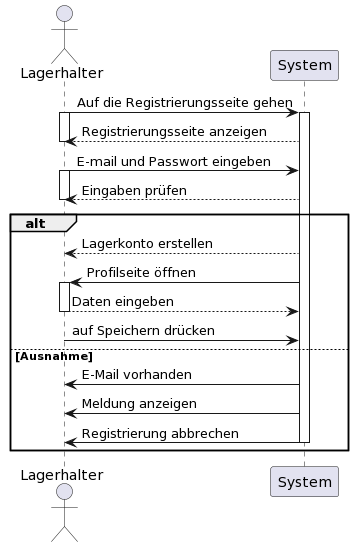 Lagerhalter
System
Auf die Registrierungsseite gehen
Registrierungsseite anzeigen
E-mail und Passwort eingeben
Eingaben prüfen
alt
Lagerkonto erstellen
Profilseite öffnen
Daten eingeben
auf Speichern drücken
[Ausnahme]
E-Mail vorhanden
Meldung anzeigen
Registrierung abbrechen
Lagerhalter
System